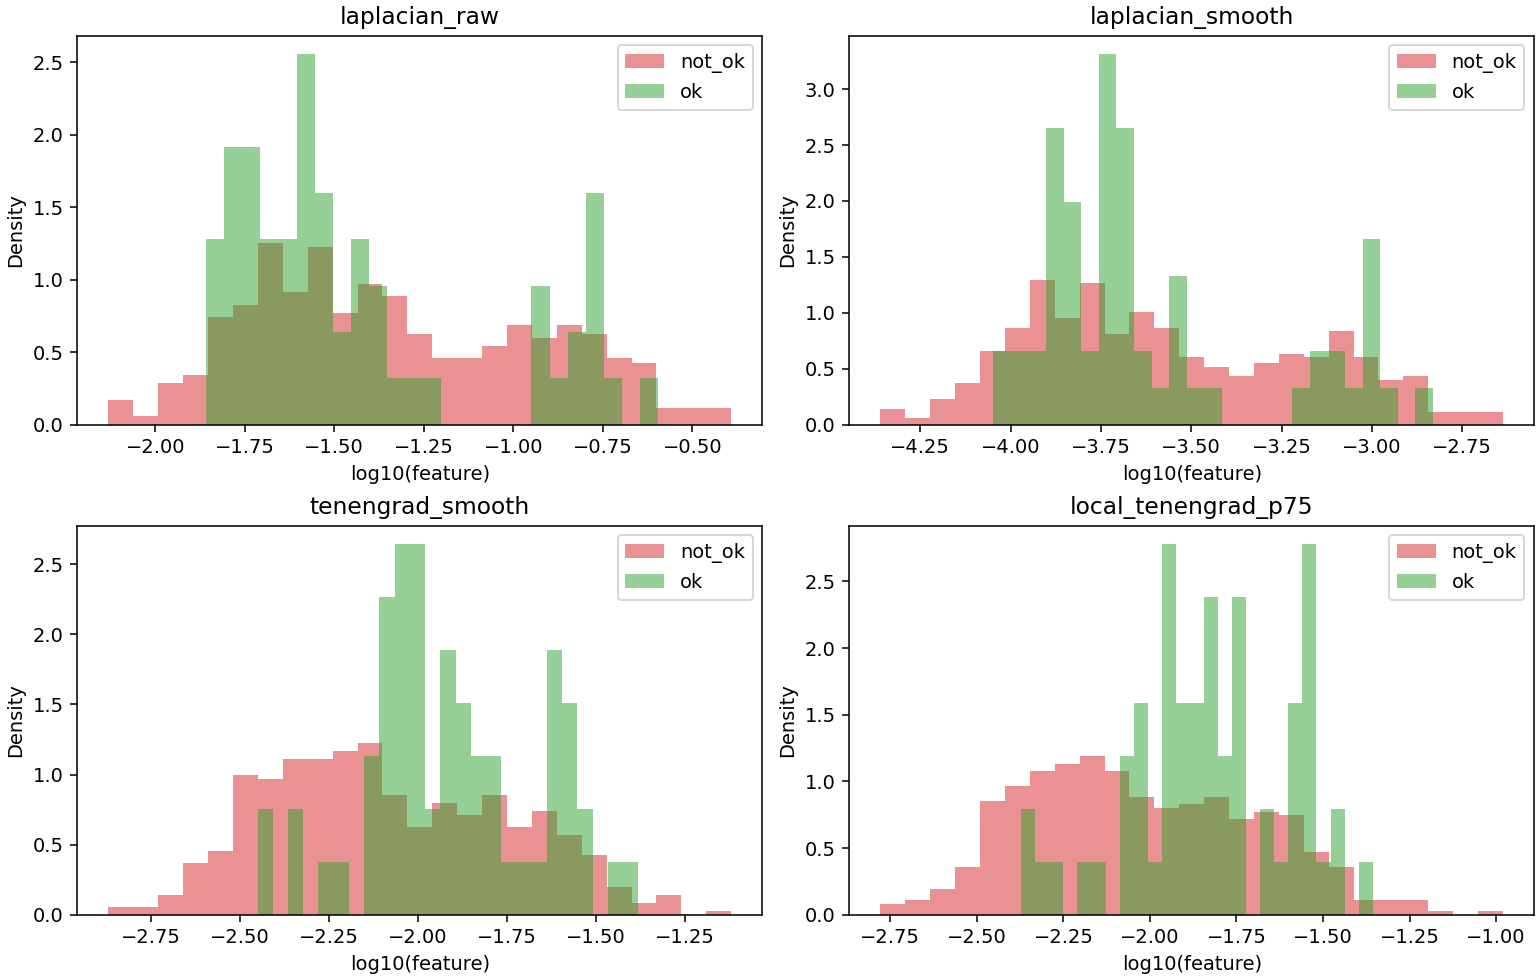 laplacian_raw
not_ok
ok
Density
2.5
2.0
1.5
1.0
0.5
0.0
−2.00 −1.75 −1.50 −1.25 −1.00 −0.75 −0.50
log10(feature)
laplacian_smooth
not_ok
ok
Density
3.0
2.5
2.0
1.5
1.0
0.5
0.0
−4.25 −4.00 −3.75 −3.50 −3.25 −3.00 −2.75
log10(feature)
tenengrad_smooth
not_ok
ok
Density
2.5
2.0
1.5
1.0
0.5
0.0
−2.75 −2.50 −2.25 −2.00 −1.75 −1.50 −1.25
log10(feature)
local_tenengrad_p75
not_ok
ok
Density
2.5
2.0
1.5
1.0
0.5
0.0
−2.75 −2.50 −2.25 −2.00 −1.75 −1.50 −1.25 −1.00
log10(feature)